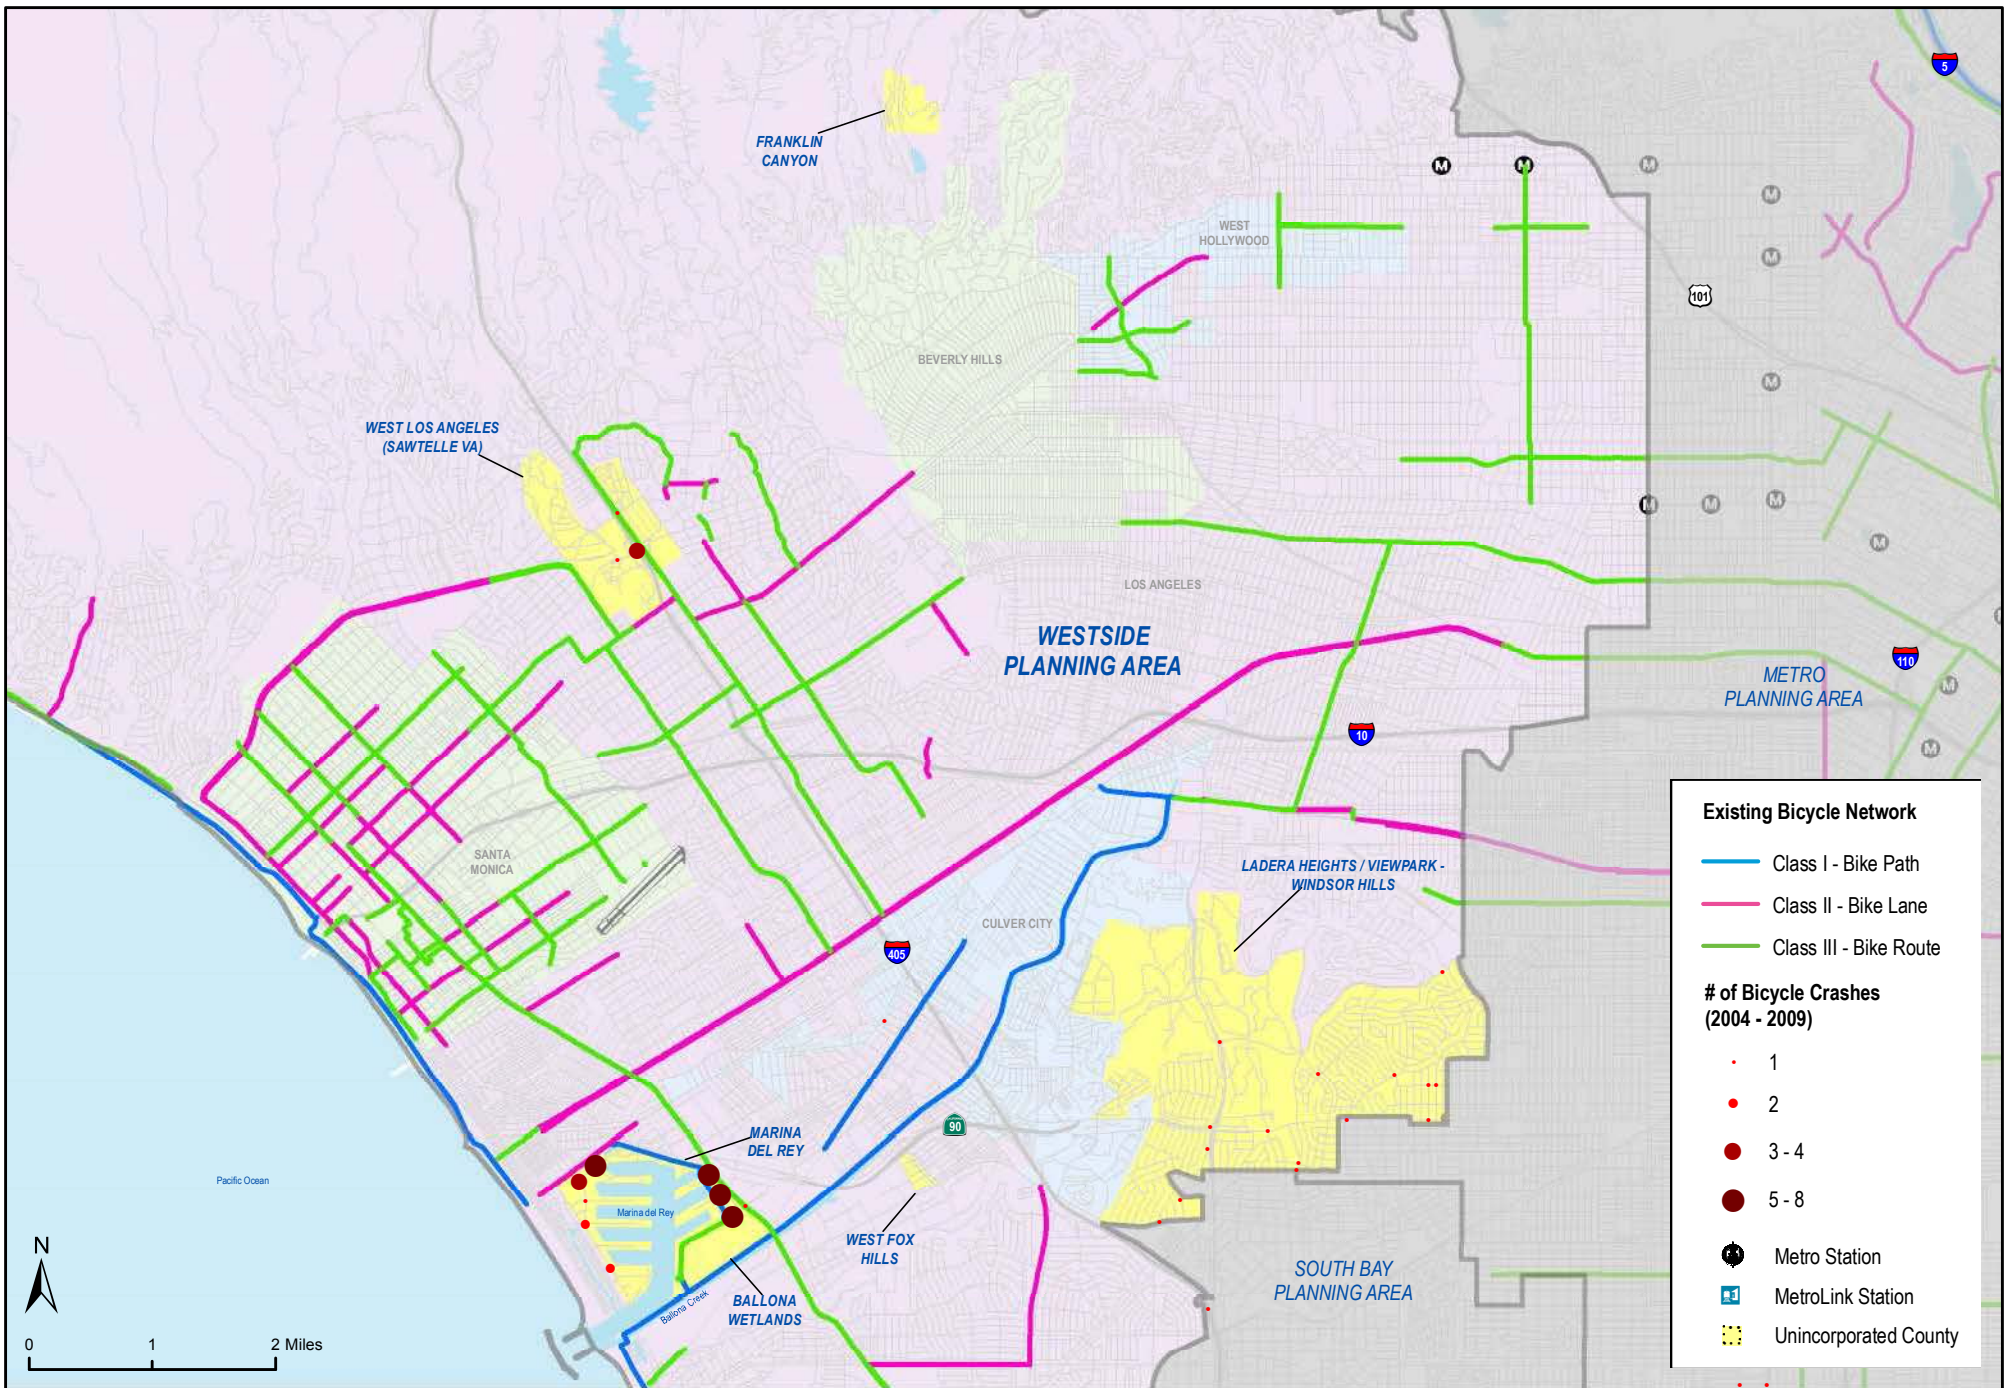 5
FRANKLIN
CANYON
M
M
M
M
WEST
HOLLYWOOD
M
101
BEVERLY HILLS
M
WEST LOS ANGELES
(SAWTELLE VA)
M
M
M
M
LOS ANGELES
WESTSIDE
PLANNING AREA
110
METRO
PLANNING AREA
M
10
M
Existing Bicycle Network
Class I - Bike Path
Class II - Bike Lane
Class III - Bike Route
# of Bicycle Crashes
(2004 - 2009)
1
2
3 - 4
5 - 8
Metro Station
MetroLink Station
Unincorporated County
SANTA
MONICA
LADERA HEIGHTS / VIEWPARK -
WINDSOR HILLS
CULVER CITY
405
90
MARINA
DEL REY
Pacific Ocean
Marina del Rey
WEST FOX
HILLS
BALLONA
WETLANDS
Ballona Creek
SOUTH BAY
PLANNING AREA
N
0 1 2 Miles